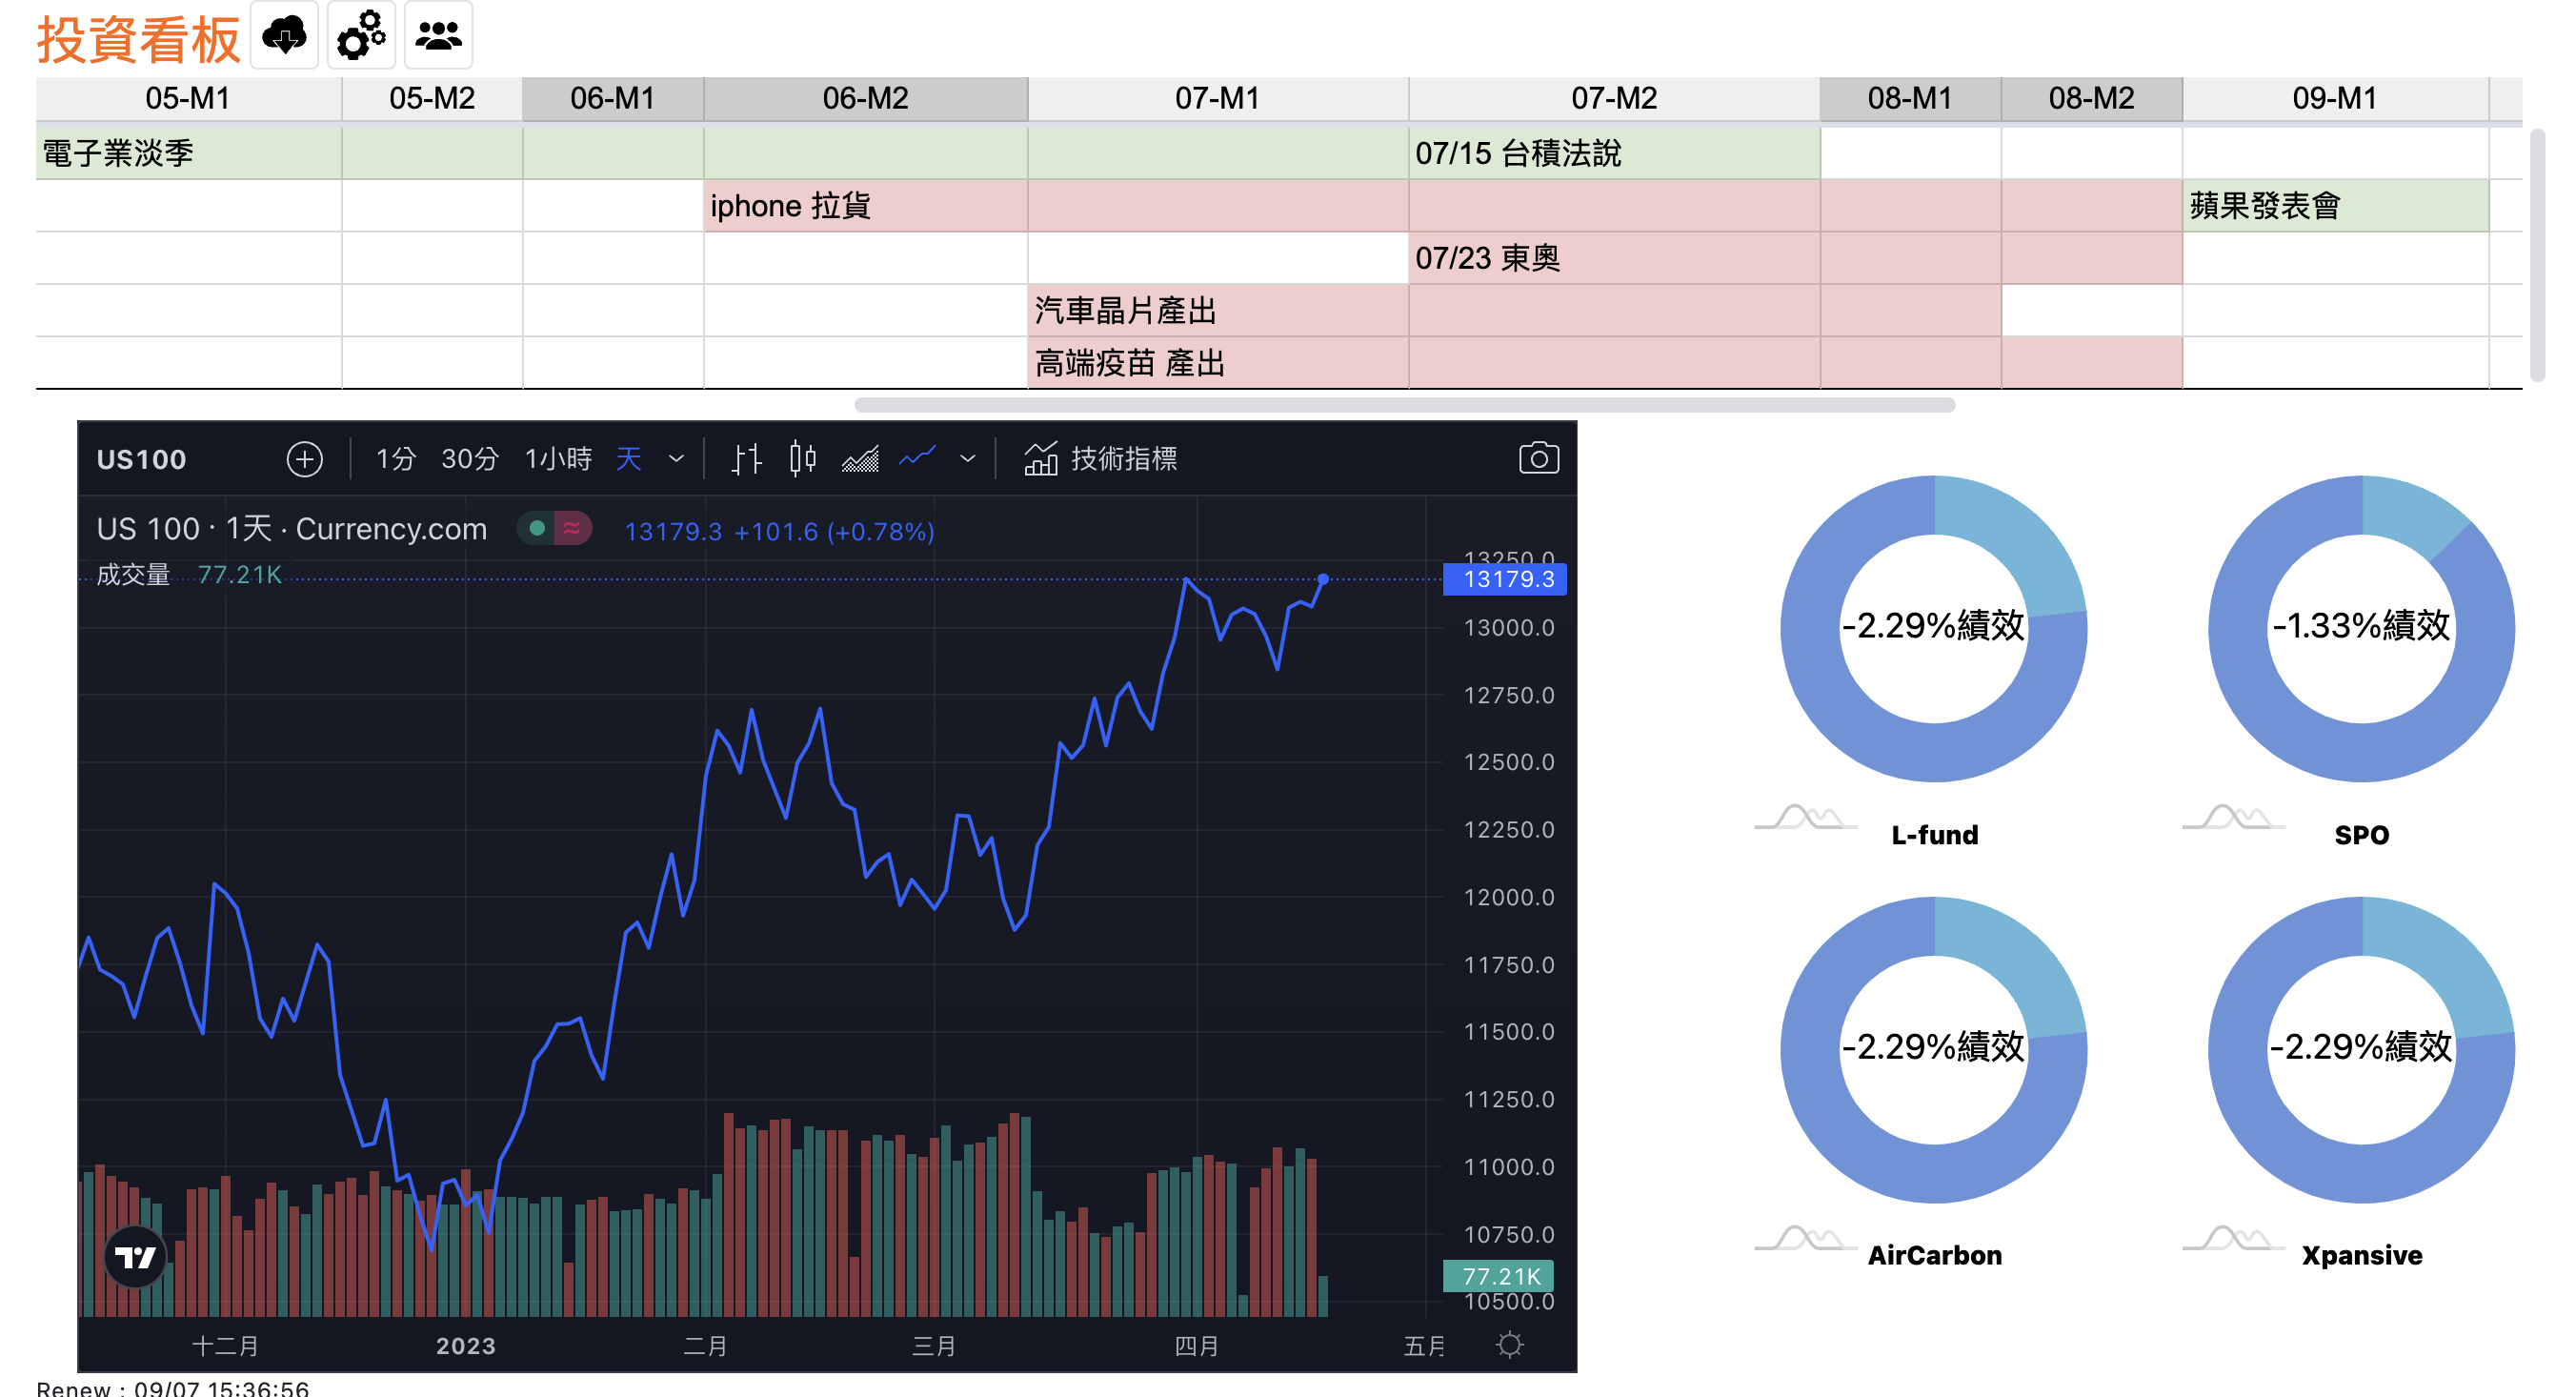 投資看板
05-M1 05-M2 06-M1 06-M2 07-M1 07-M2 08-M1 08-M2 09-M1
電子業淡季 07/15 台積法說
iphone 拉貨 蘋果發表會
07/23 東奧
汽車晶片產出
高端疫苗 產出
US100 1分 30分 1小時 天 技術指標
US 100 · 1天 · Currency.com 13179.3 +101.6 (+0.78%)
成交量 77.21K
13250.0
13179.3
13000.0
12750.0
12500.0
12250.0
12000.0
11750.0
11500.0
11250.0
11000.0
10750.0
77.21K
10500.0
十二月 2023 二月 三月 四月 五月
-2.29%績效 -1.33%績效
L-fund SPO
-2.29%績效 -2.29%績效
AirCarbon Xpansive
Renew : 09/07 15:36:56